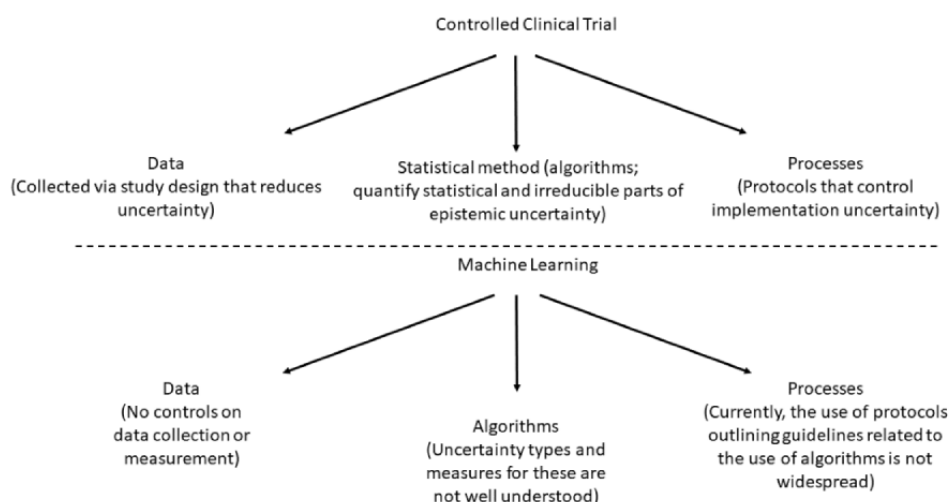 Controlled Clinical Trial
Data
(Collected via study design that reduces
uncertainty)
Statistical method (algorithms;
quantify statistical and irreducible parts of
epistemic uncertainty)
Processes
(Protocols that control
implementation uncertainty)
Machine Learning
Data
(No controls on
data collection or
measurement)
Algorithms
(Uncertainty types and
measures for these are
not well understood)
Processes
(Currently, the use of protocols
outlining guidelines related to
the use of algorithms is not
widespread)